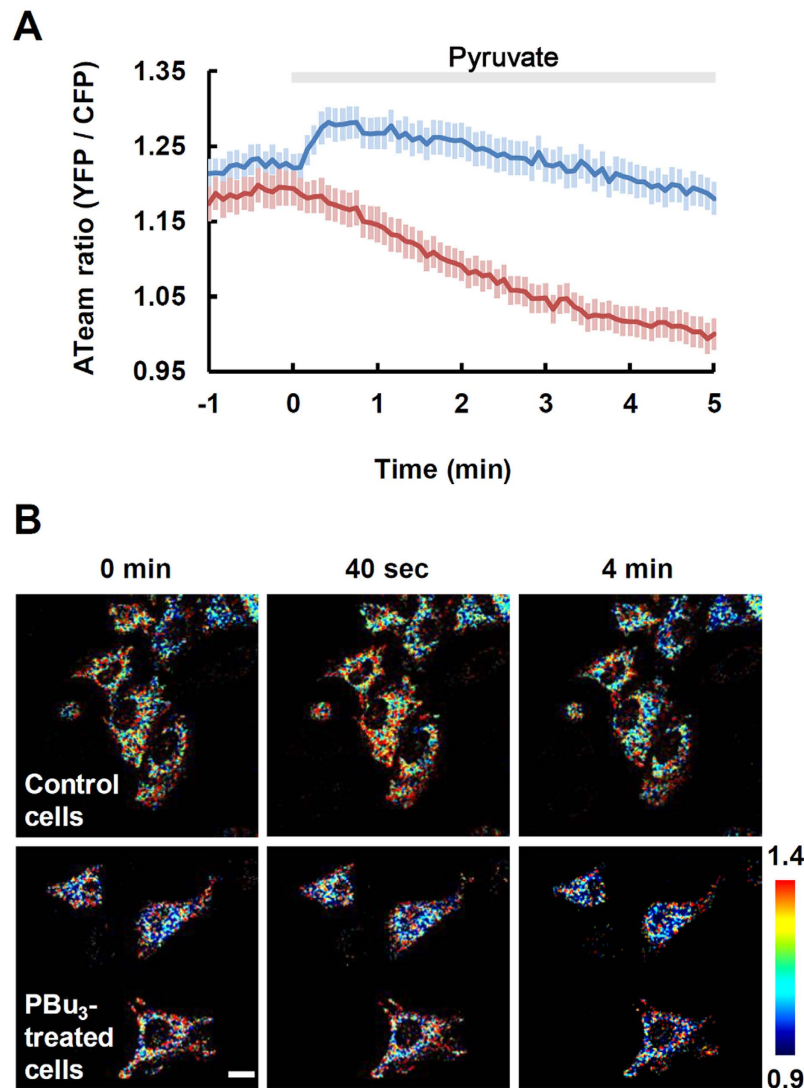 A
Pyruvate
1.35
1.25
1.15
1.05
0.95
ATeam ratio (YFP / CFP)
-1 0 1 2 3 4 5
Time (min)
B
0 min 40 sec 4 min
Control
cells
PBu₃-
treated
cells
1.4
0.9